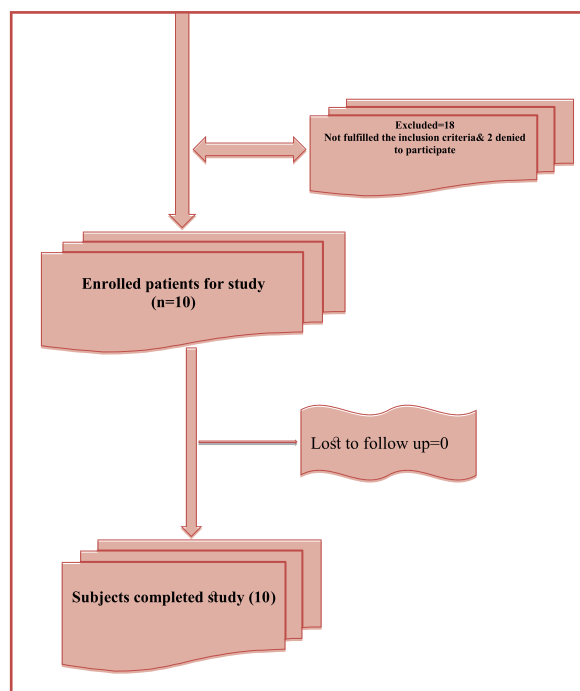 Excluded=18
Not fulfilled the inclusion criteria& 2 denied
to participate
Enrolled patients for study
(n=10)
Lost to follow up=0
Subjects completed study (10)